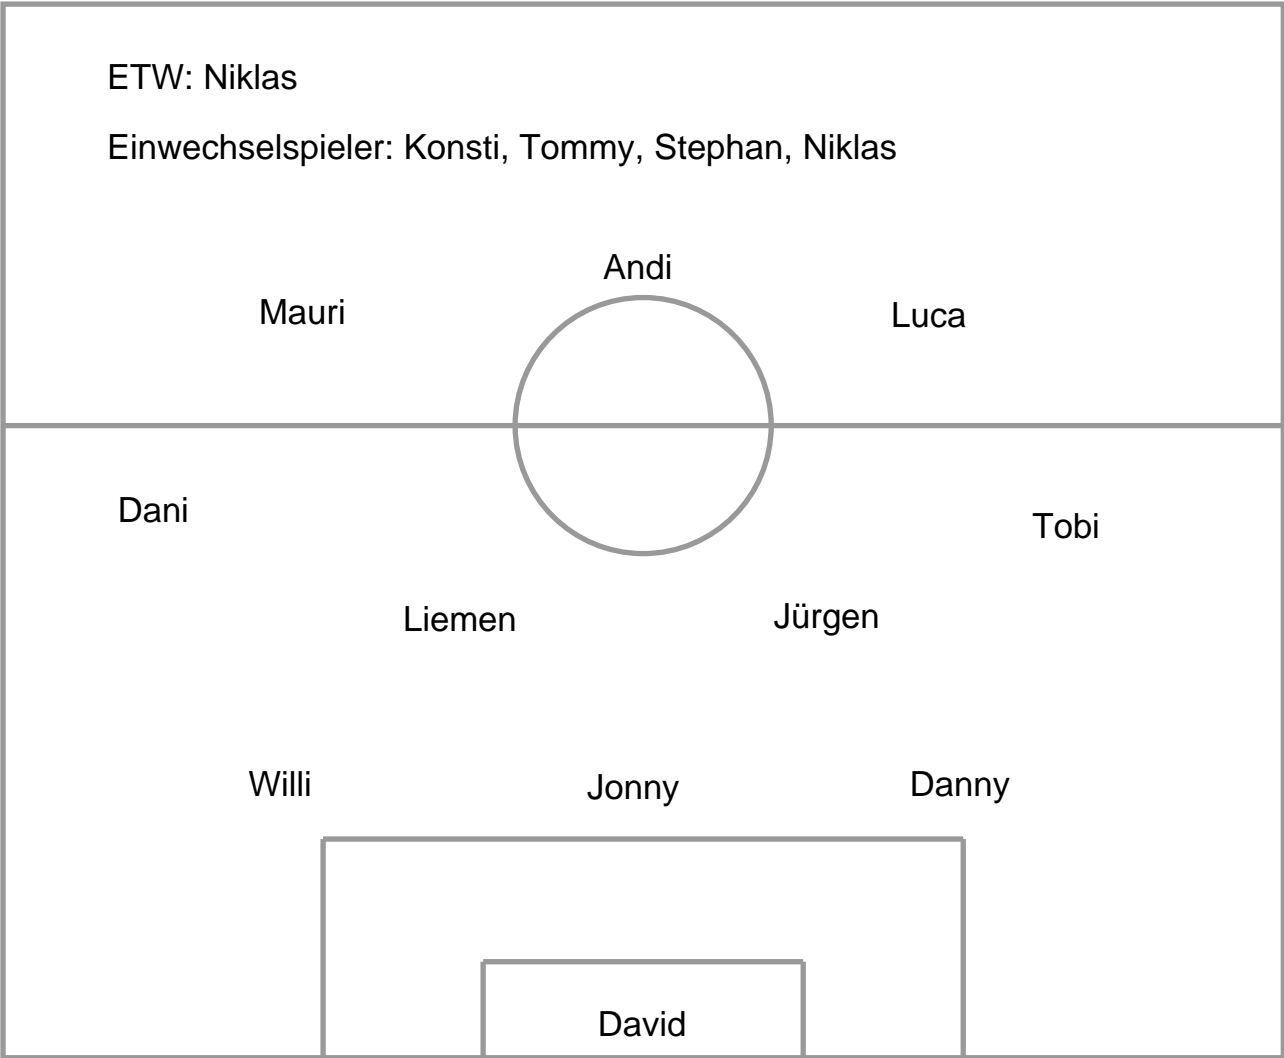 ETW: Niklas
Einwechselspieler: Konsti, Tommy, Stephan, Niklas
Andi
Mauri
Luca
Dani
Tobi
Liemen
Jürgen
Willi
Jonny
Danny
David